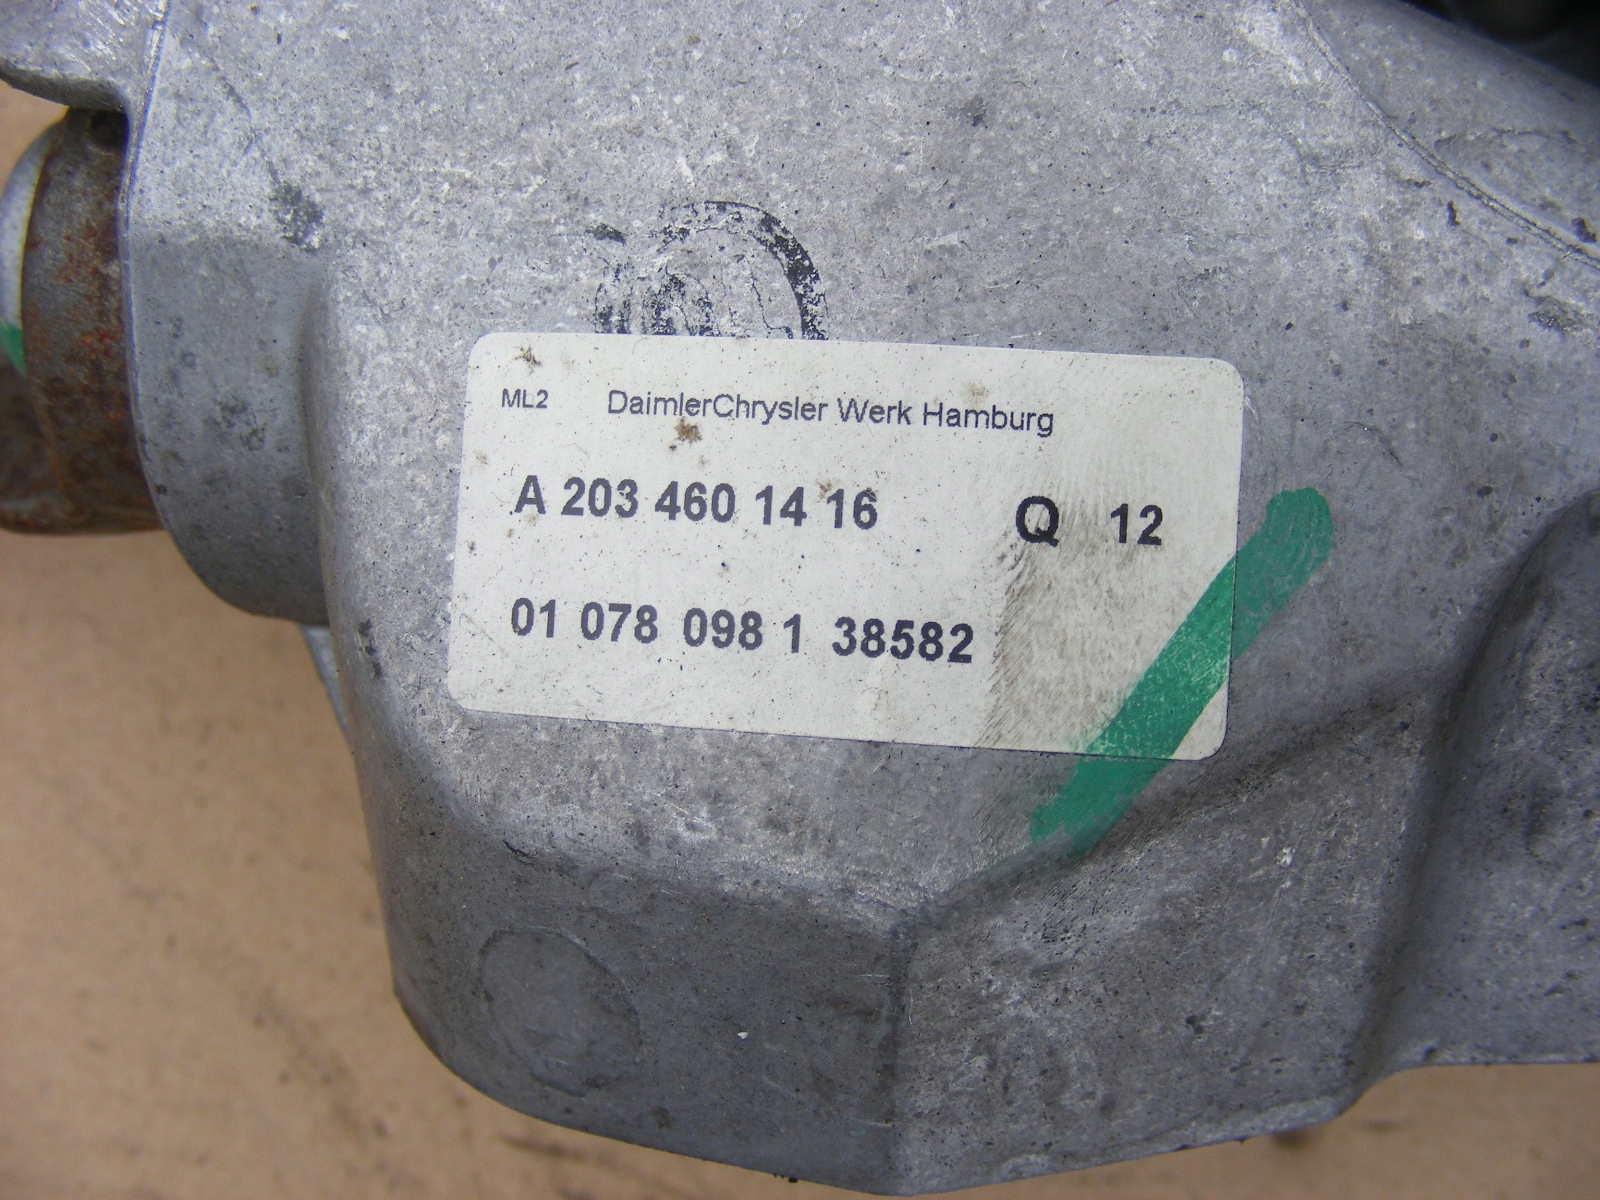 ML2 DaimlerChrysler Werk Hamburg
A 203 460 14 16 Q 12
01 078 098 1 38582